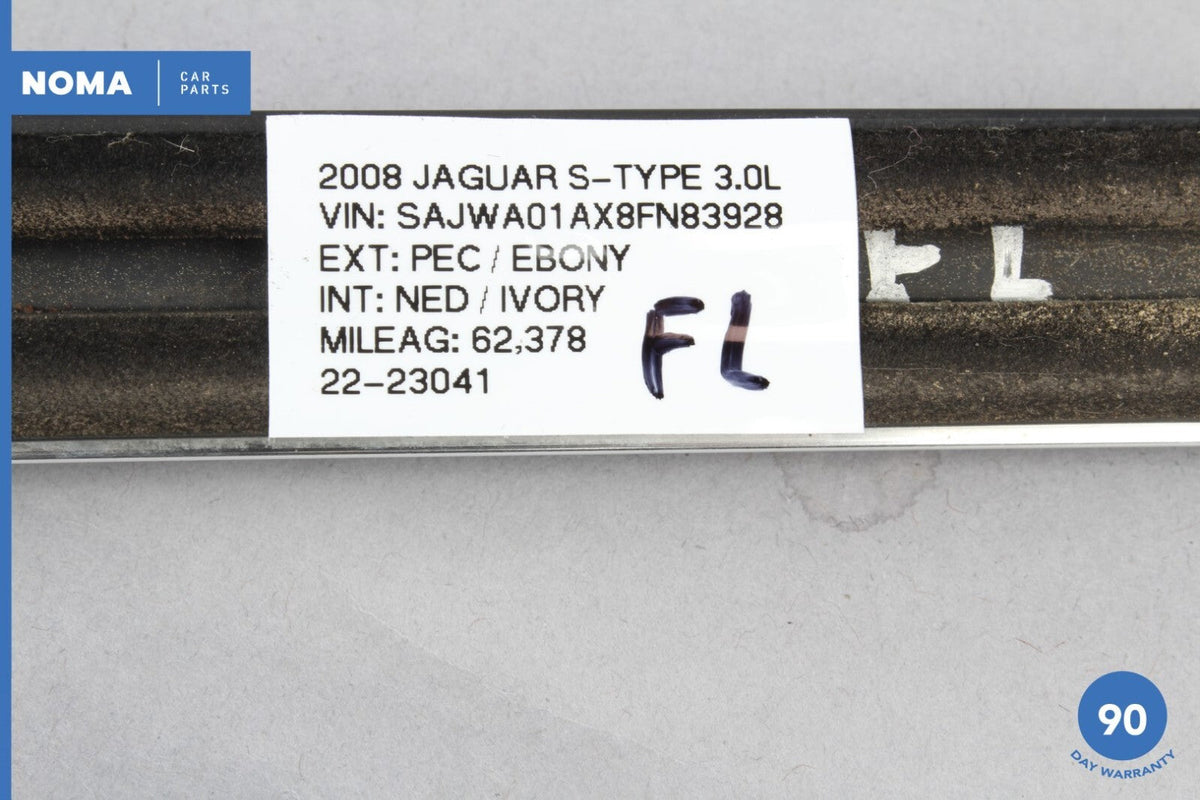 NOMA
CAR
PARTS
2008 JAGUAR S-TYPE 3.0L
VIN: SAJWA01AX8FN83928
EXT: PEC / EBONY
INT: NED / IVORY
MILEAG: 62,378
22-23041
FL
FL
90
DAY WARRANTY